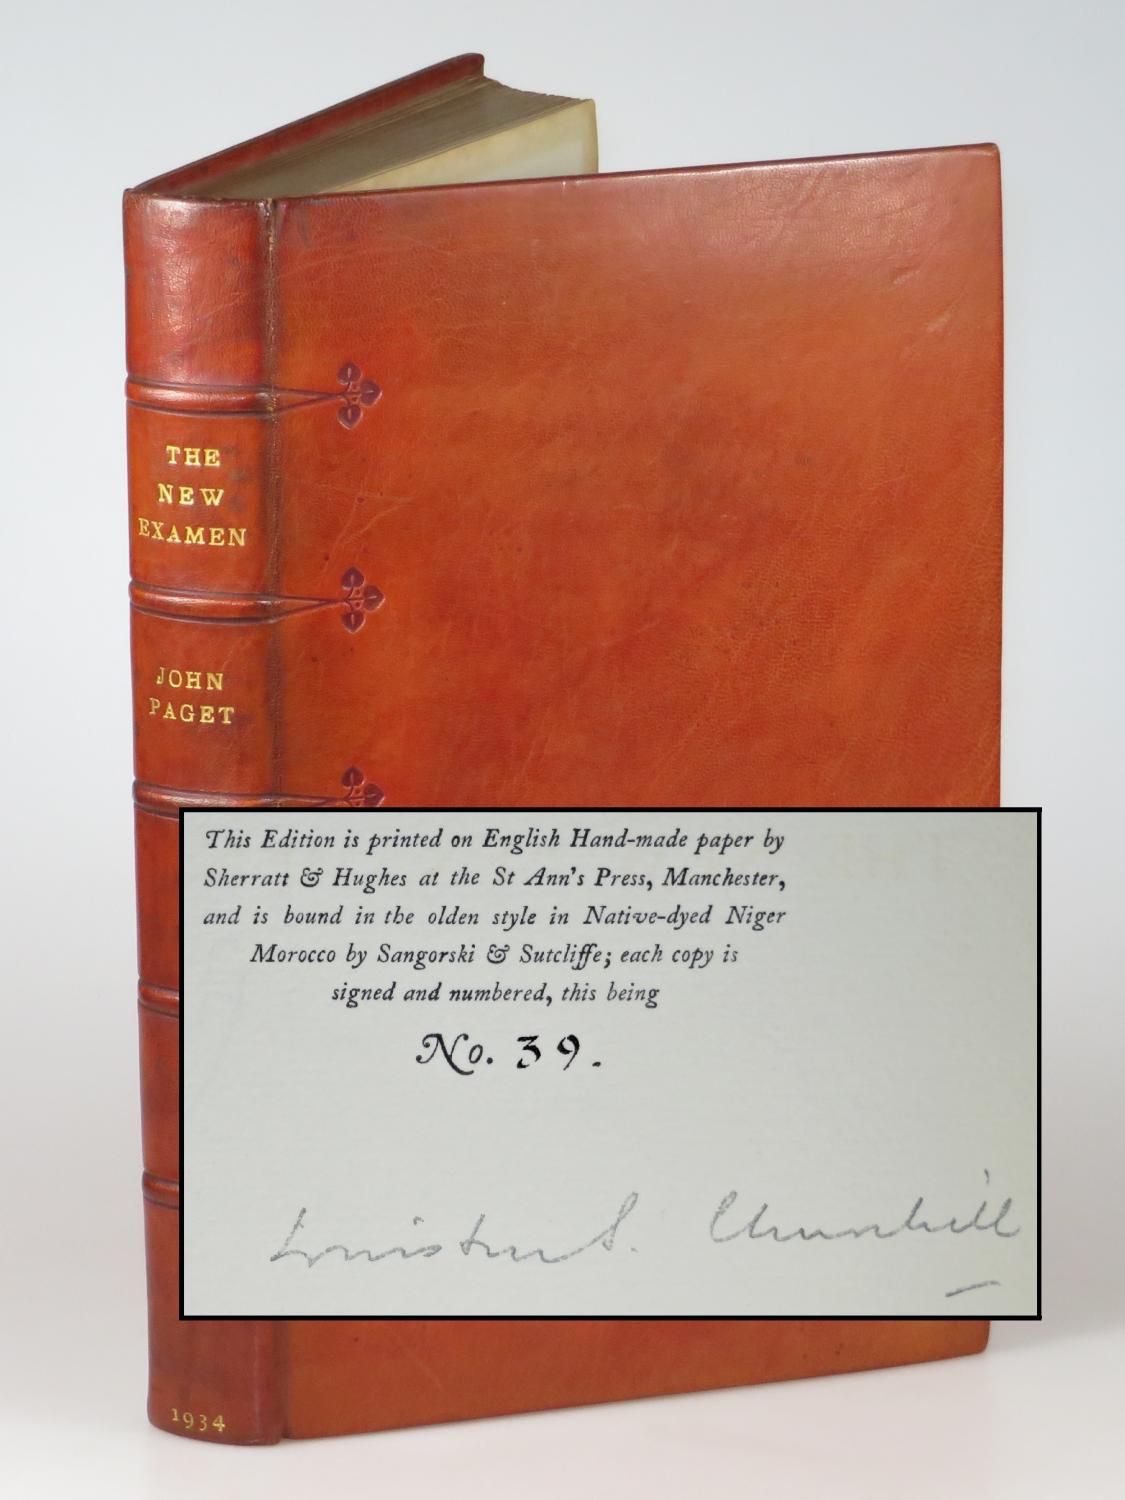 THE
NEW
EXAMEN
JOHN
PAGET
1934
This Edition is printed on English Hand-made paper by
Sherratt & Hughes at the St Ann's Press, Manchester,
and is bound in the olden style in Native-dyed Niger
Morocco by Sangorski & Sutcliffe; each copy is
signed and numbered, this being
No. 39.
Winston S. Churchill